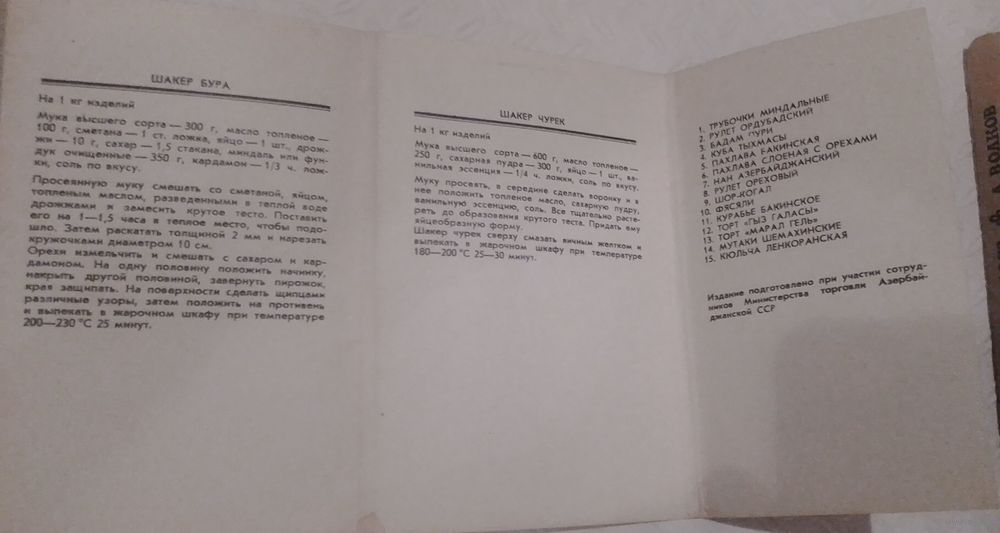 ШАКЕР БУРА
На 1 кг изделий
Мука высшего сорта — 300 г, масло топленое —
100 г, сметана — 1 ст. ложка, яйцо — 1 шт., дрож-
жи — 10 г, сахар — 1,5 стакана, миндаль или фун-
дук очищенные — 350 г, кардамон — 1/3 ч. лож-
ки, соль по вкусу.
Просеянную муку смешать со сметаной, яйцом,
топленым маслом, разведенными в теплой воде
дрожжами и замесить крутое тесто. Поставить
его на 1—1,5 часа в теплое место, чтобы подо-
шло. Затем раскатать толщиной 2 мм и нарезать
кружочками диаметром 10 см.
Орехи измельчить и смешать с сахаром и кар-
дамоном. На одну половину положить начинку,
накрыть другой половиной, завернуть пирожок,
края защипать. На поверхности сделать щипцами
различные узоры, затем положить на противень
и выпекать в жарочном шкафу при температуре
200—230 °С 25 минут.
ШАКЕР ЧУРЕК
На 1 кг изделий
Мука высшего сорта — 600 г, масло топленое —
250 г, сахарная пудра — 300 г, яйцо — 1 шт., ва-
нильная эссенция — 1/4 ч. ложки, соль по вкусу.
Муку просеять, в середине сделать воронку и в
нее положить топленое масло, сахарную пудру,
ванильную эссенцию, соль. Все тщательно расте-
реть до образования крутого теста. Придать ему
яйцеобразную форму.
Шакер чурек сверху смазать яичным желтком и
выпекать в жарочном шкафу при температуре
180—200 °С 25—30 минут.
1. ТРУБОЧКИ МИНДАЛЬНЫЕ
2. РУЛЕТ ОРДУБАДСКИЙ
3. БАДАМ ПУРИ
4. КУБА ТЫХМАСЫ
5. ПАХЛАВА БАКИНСКАЯ
6. ПАХЛАВА СЛОЕНАЯ С ОРЕХАМИ
7. НАН АЗЕРБАЙДЖАНСКИЙ
8. РУЛЕТ ОРЕХОВЫЙ
9. ШОР-КОГАЛ
10. ФЯСЯЛИ
11. КУРАБЬЕ БАКИНСКОЕ
12. ТОРТ «ГЫЗ ГАЛАСЫ»
13. ТОРТ «МАРАЛ ГЕЛЬ»
14. МУТАКИ ШЕМАХИНСКИЕ
15. КЮЛЬЧА ЛЕНКОРАНСКАЯ
Издание подготовлено при участии сотруд-
ников Министерства торговли Азербай-
джанской ССР
А. ВОЛКОВ